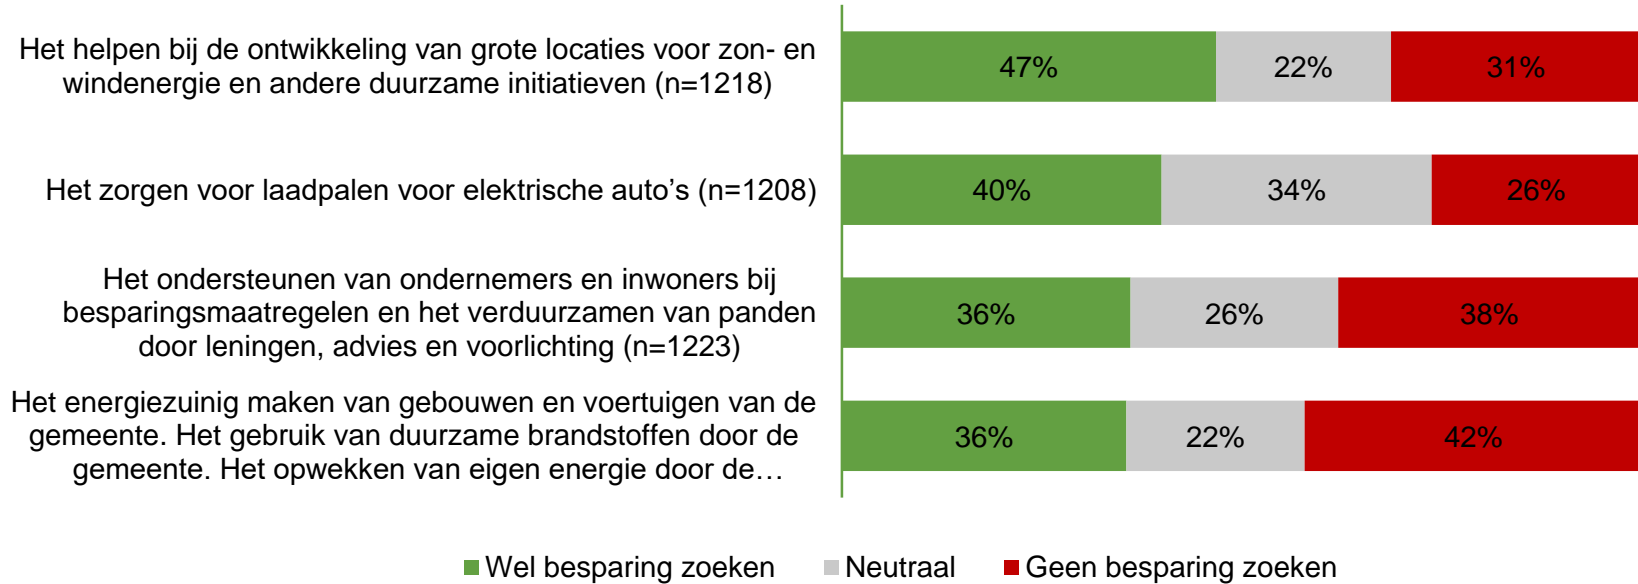 Het helpen bij de ontwikkeling van grote locaties voor zon- en
windenergie en andere duurzame initiatieven (n=1218)
47%
22%
31%
Het zorgen voor laadpalen voor elektrische auto’s (n=1208)
40%
34%
26%
Het ondersteunen van ondernemers en inwoners bij
besparingsmaatregelen en het verduurzamen van panden
door leningen, advies en voorlichting (n=1223)
36%
26%
38%
Het energiezuinig maken van gebouwen en voertuigen van de
gemeente. Het gebruik van duurzame brandstoffen door de
gemeente. Het opwekken van eigen energie door de…
36%
22%
42%
Wel besparing zoeken
Neutraal
Geen besparing zoeken